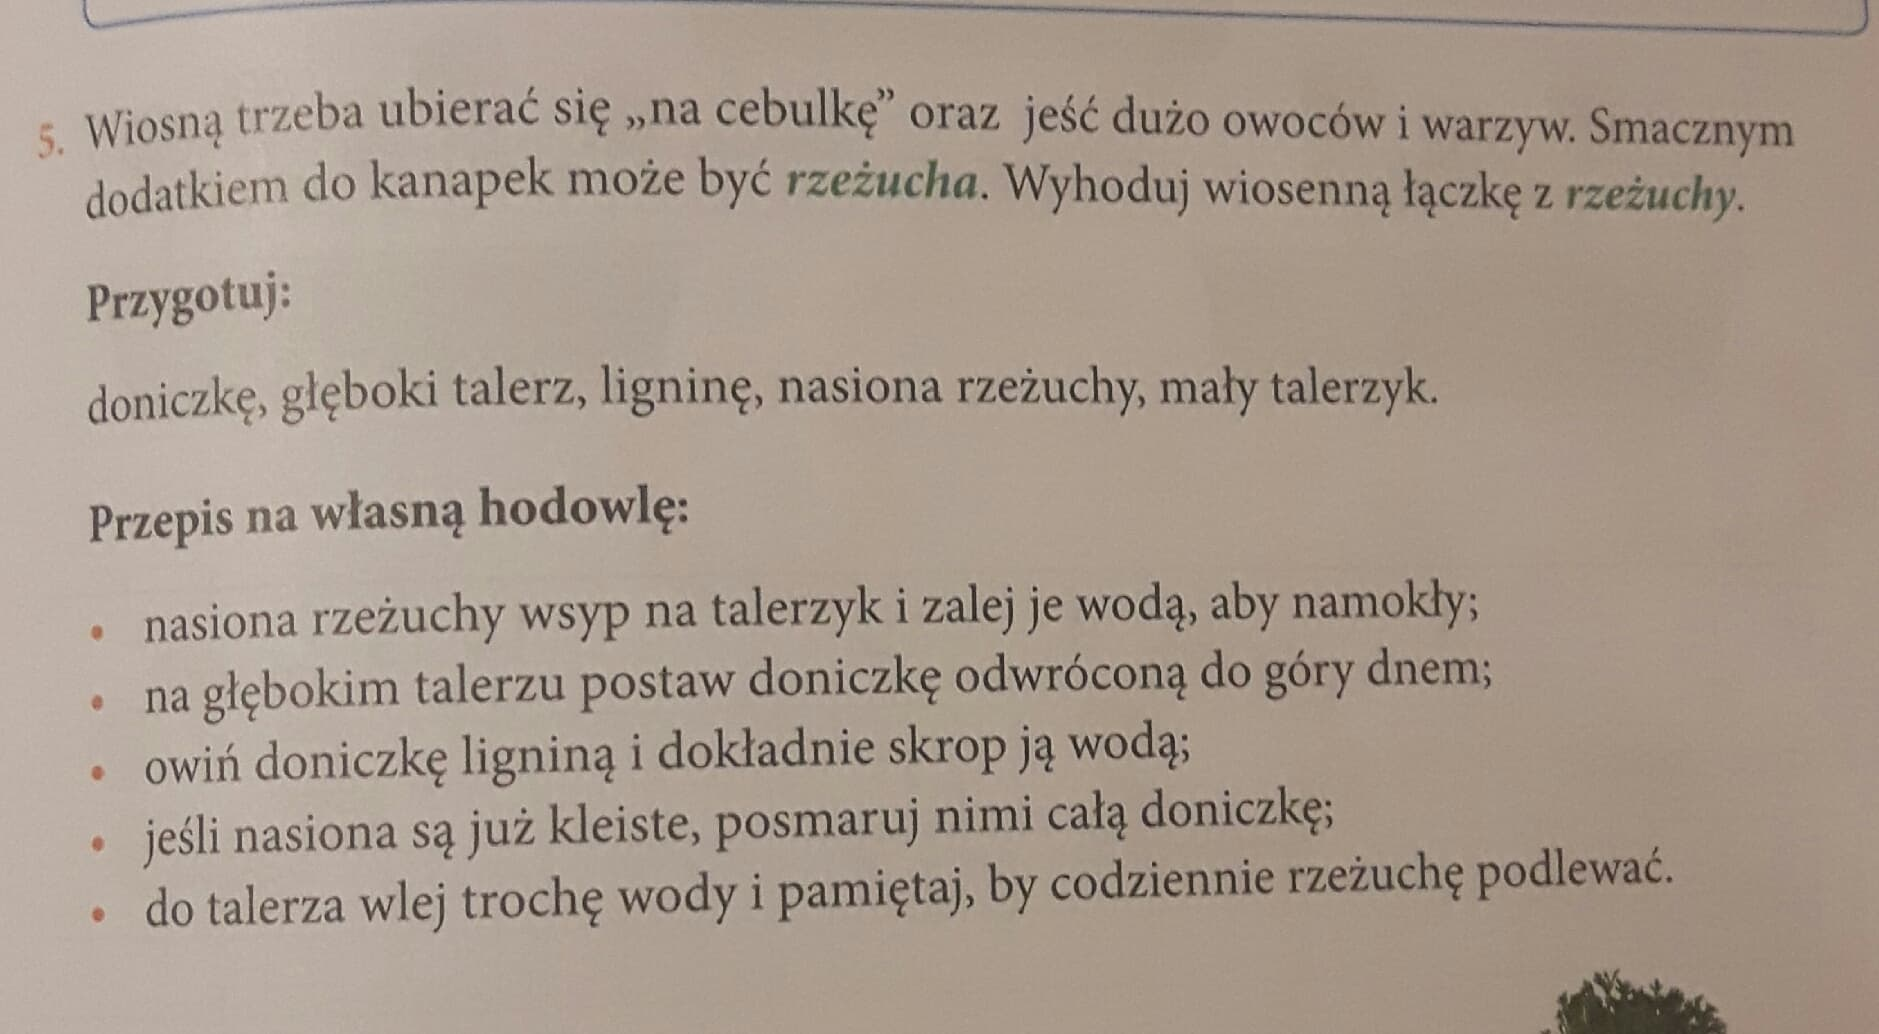 5. Wiosną trzeba ubierać się „na cebulkę” oraz jeść dużo owoców i warzyw. Smacznym
dodatkiem do kanapek może być rzeżucha. Wyhoduj wiosenną łączkę z rzeżuchy.
Przygotuj:
doniczkę, głęboki talerz, ligninę, nasiona rzeżuchy, mały talerzyk.
Przepis na własną hodowlę:
• nasiona rzeżuchy wsyp na talerzyk i zalej je wodą, aby namokły;
• na głębokim talerzu postaw doniczkę odwróconą do góry dnem;
• owiń doniczkę ligniną i dokładnie skrop ją wodą;
• jeśli nasiona są już kleiste, posmaruj nimi całą doniczkę;
• do talerza wlej trochę wody i pamiętaj, by codziennie rzeżuchę podlewać.